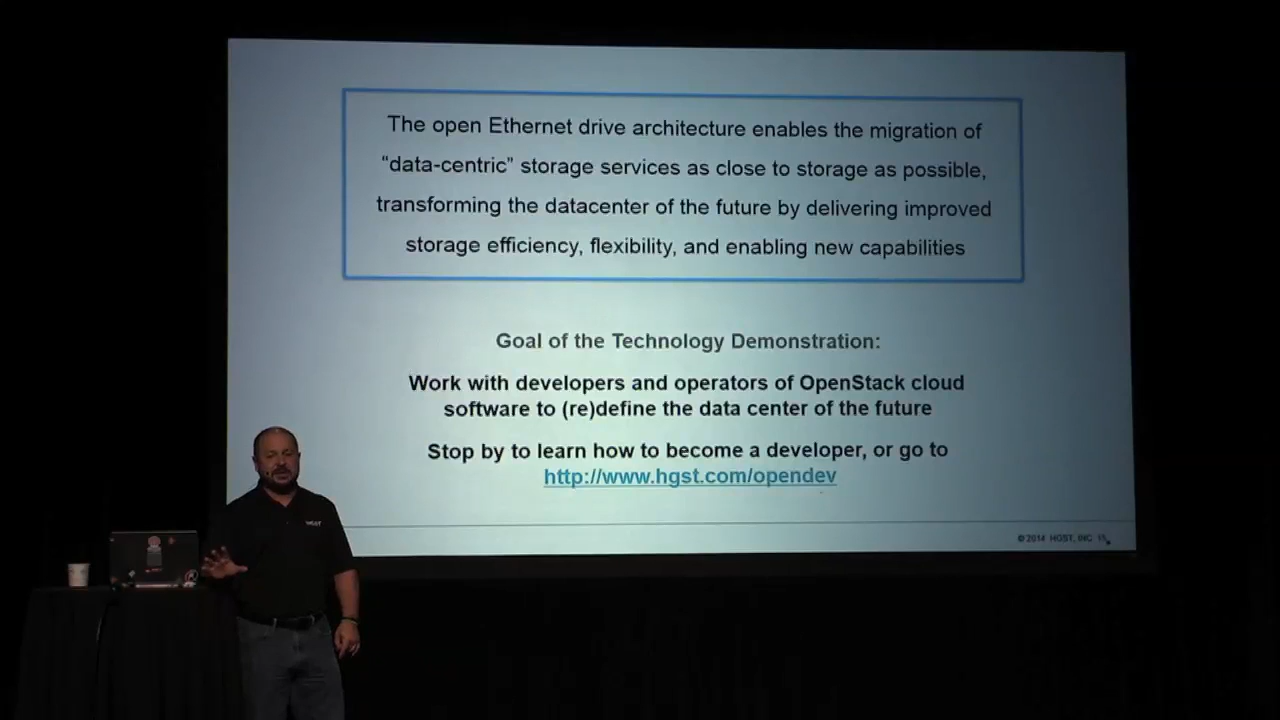 The open Ethernet drive architecture enables the migration of
“data-centric” storage services as close to storage as possible,
transforming the datacenter of the future by delivering improved
storage efficiency, flexibility, and enabling new capabilities
Goal of the Technology Demonstration:
Work with developers and operators of OpenStack cloud
software to (re)define the data center of the future
Stop by to learn how to become a developer, or go to
http://www.hgst.com/opendev
HGST
© 2014 HGST, INC